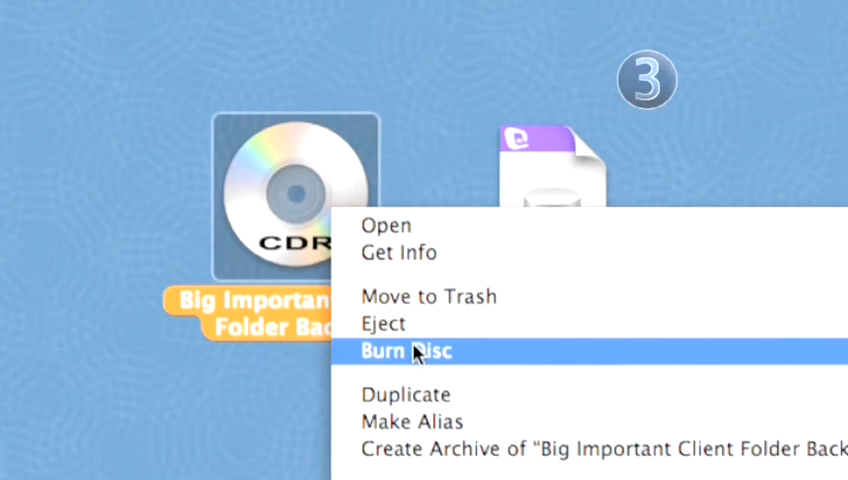 3
CDR
Open
Get Info
Move to Trash
Eject
Big Importan
Folder Bac
Burn Disc
Duplicate
Make Alias
Create Archive of “Big Important Client Folder Back